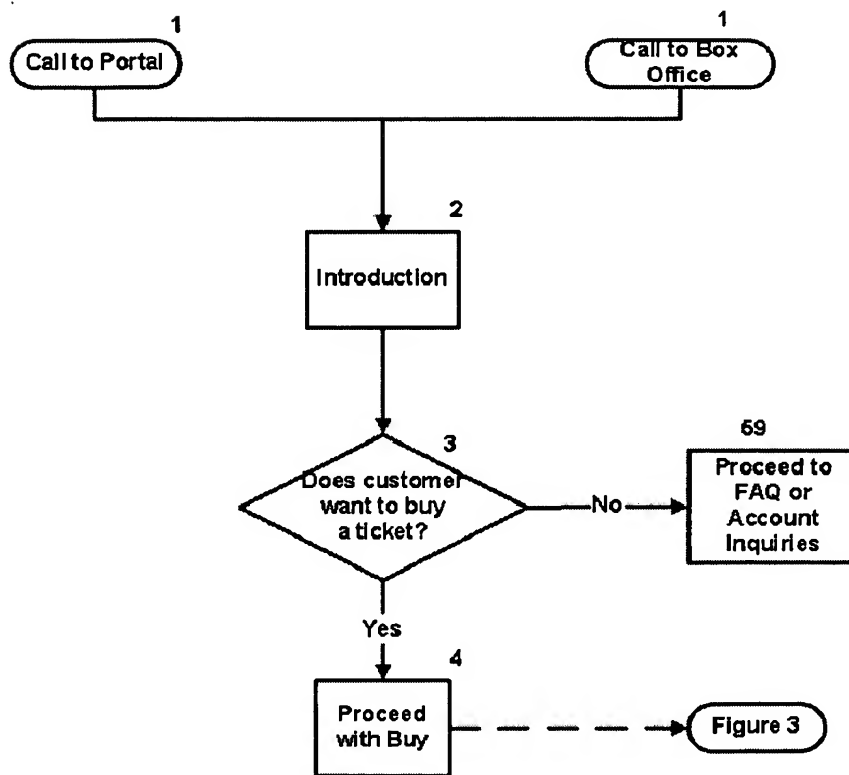 1
1
Call to Portal
Call to Box
Office
2
Introduction
3
Does customer
want to buy
a ticket?
No
69
Proceed to
FAQ or
Account
Inquiries
Yes
4
Proceed
with Buy
Figure 3